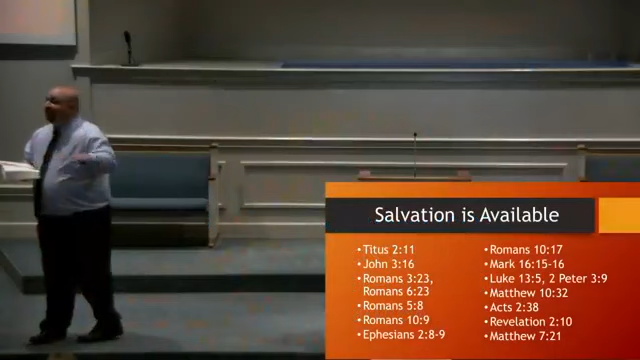 Salvation is Available
• Titus 2:11
• John 3:16
• Romans 3:23,
Romans 6:23
• Romans 5:8
• Romans 10:9
• Ephesians 2:8-9
• Romans 10:17
• Mark 16:15-16
• Luke 13:5, 2 Peter 3:9
• Matthew 10:32
• Acts 2:38
• Revelation 2:10
• Matthew 7:21